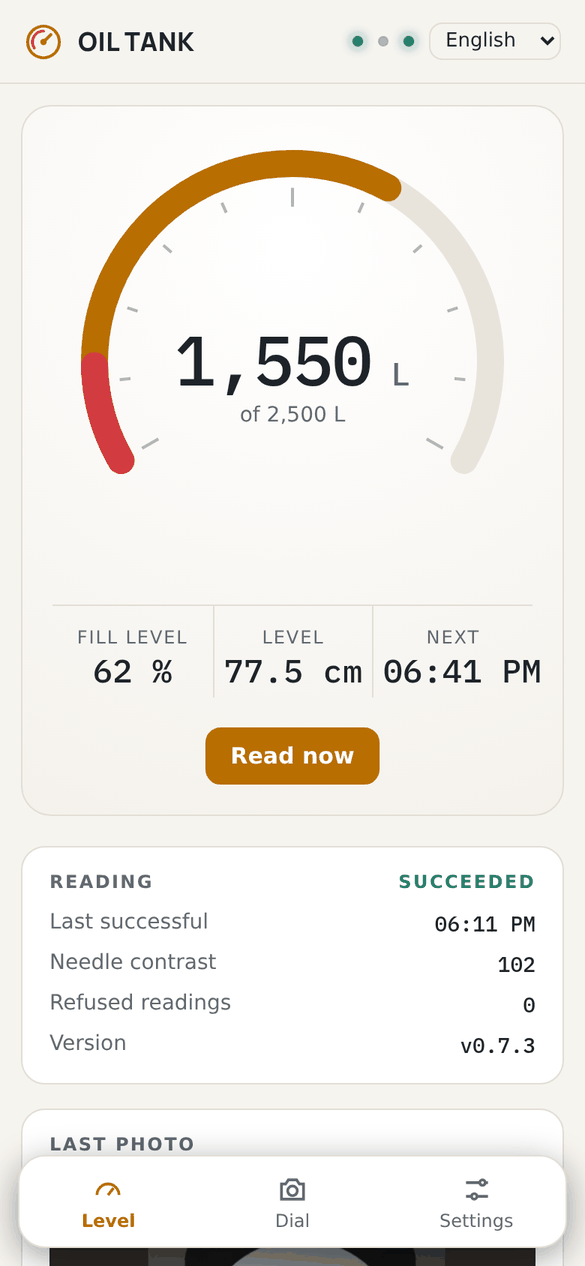 OIL TANK
English
1,550 L
of 2,500 L
FILL LEVEL
62 %
LEVEL
77.5 cm
NEXT
06:41 PM
Read now
READING SUCCEEDED
Last successful 06:11 PM
Needle contrast 102
Refused readings 0
Version v0.7.3
LAST PHOTO
Level
Dial
Settings